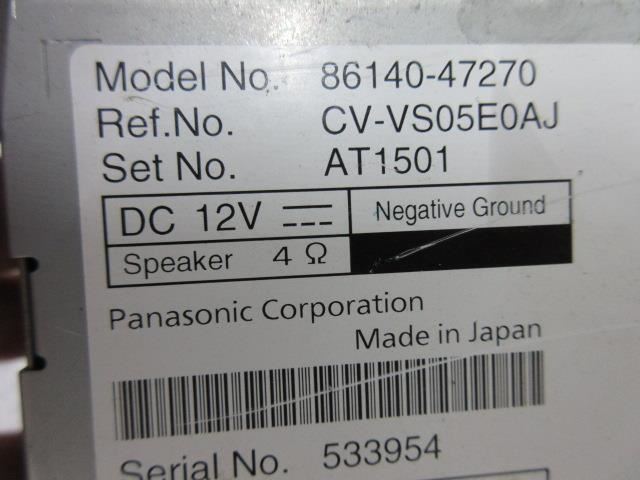 Model No. 86140-47270
Ref.No. CV-VS05E0AJ
Set No. AT1501
DC 12V Negative Ground
Speaker 4 Ω
Panasonic Corporation
Made in Japan
Serial No. 533954